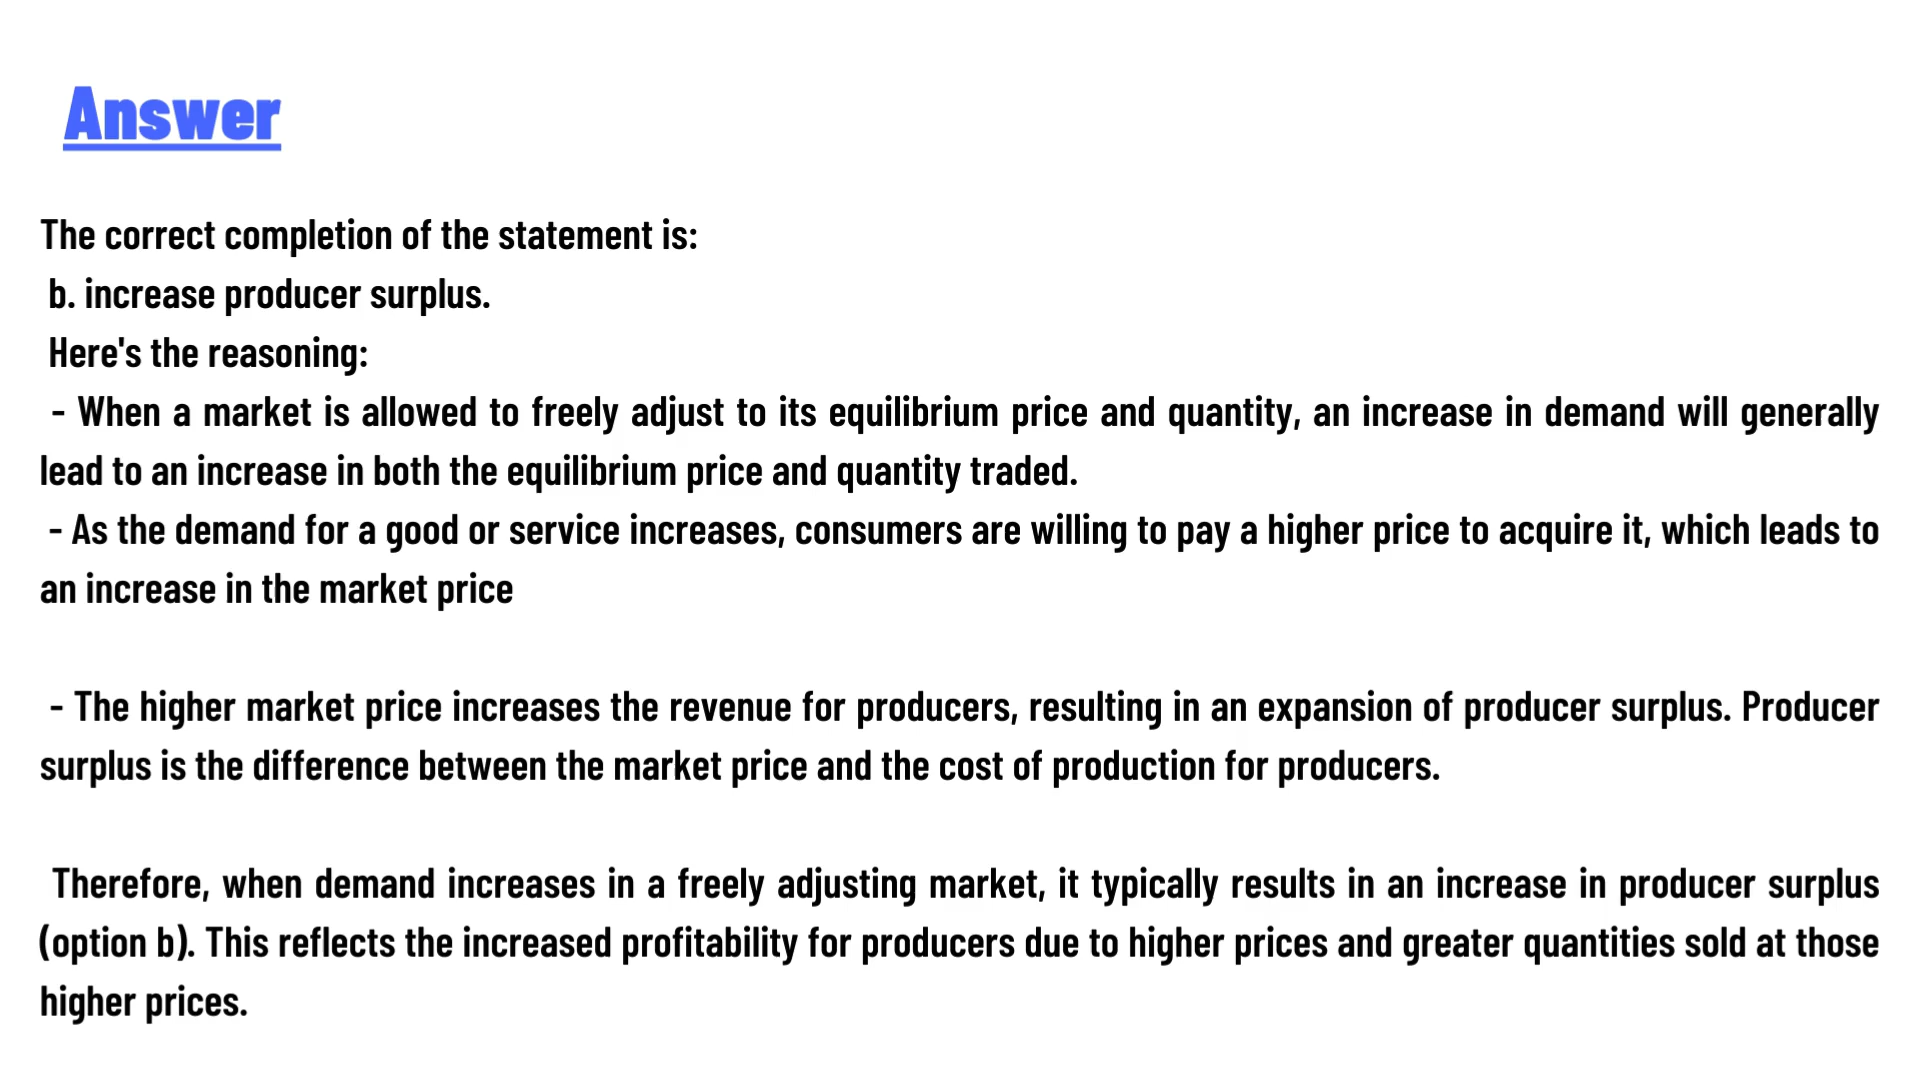 Answer
The correct completion of the statement is:
b. increase producer surplus.
Here's the reasoning:
- When a market is allowed to freely adjust to its equilibrium price and quantity, an increase in demand will generally
lead to an increase in both the equilibrium price and quantity traded.
- As the demand for a good or service increases, consumers are willing to pay a higher price to acquire it, which leads to
an increase in the market price
- The higher market price increases the revenue for producers, resulting in an expansion of producer surplus. Producer
surplus is the difference between the market price and the cost of production for producers.
Therefore, when demand increases in a freely adjusting market, it typically results in an increase in producer surplus
(option b). This reflects the increased profitability for producers due to higher prices and greater quantities sold at those
higher prices.